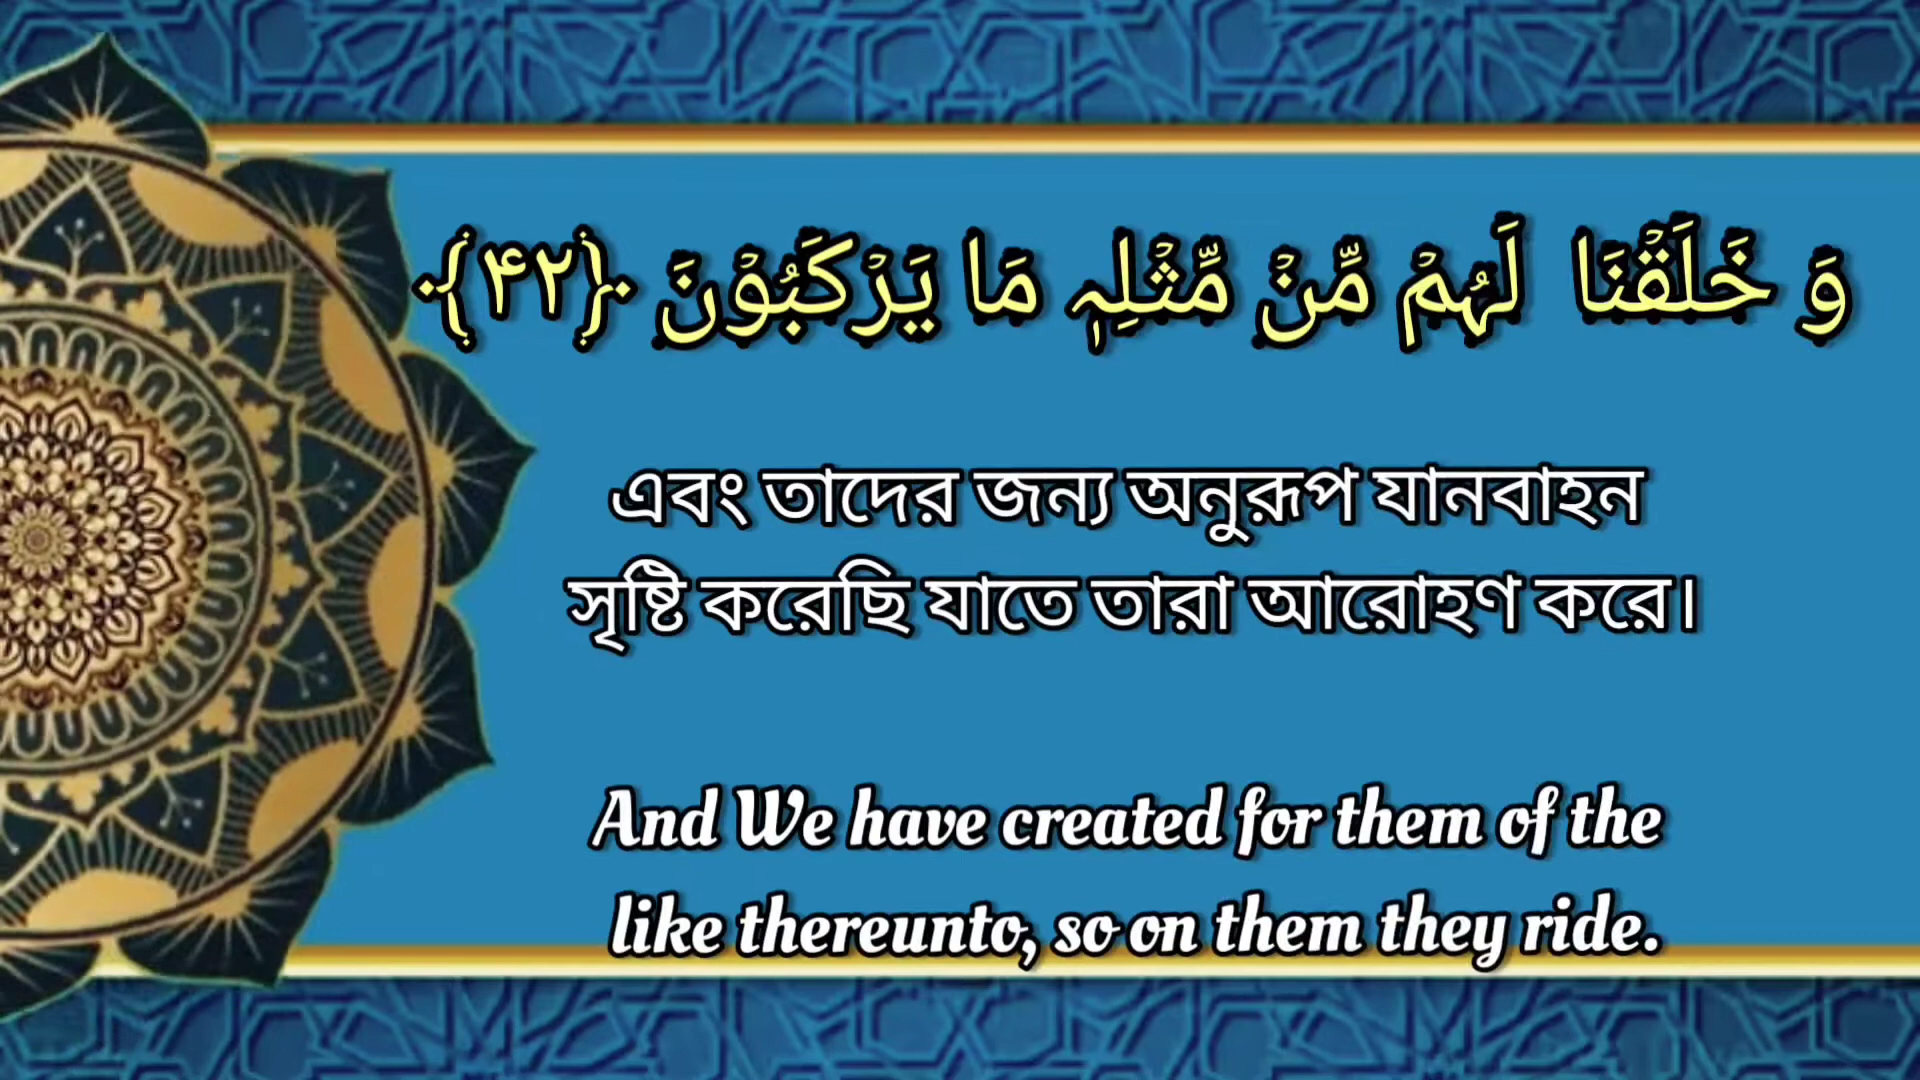 وَ خَلَقۡنَا لَہُمۡ مِّنۡ مِّثۡلِہٖ مَا یَرۡکَبُوۡنَ ﴿۴۲﴾
এবং তাদের জন্য অনুরূপ যানবাহন
সৃষ্টি করেছি যাতে তারা আরোহণ করে।
And We have created for them of the
like thereunto, so on them they ride.